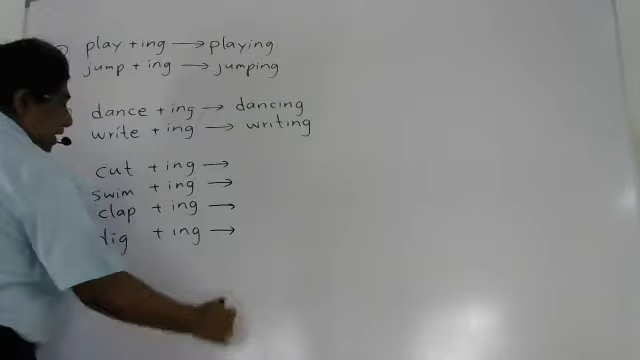 play + ing → playing
jump + ing → jumping
dance + ing → dancing
write + ing → writing
cut + ing →
swim + ing →
clap + ing →
+ ing →